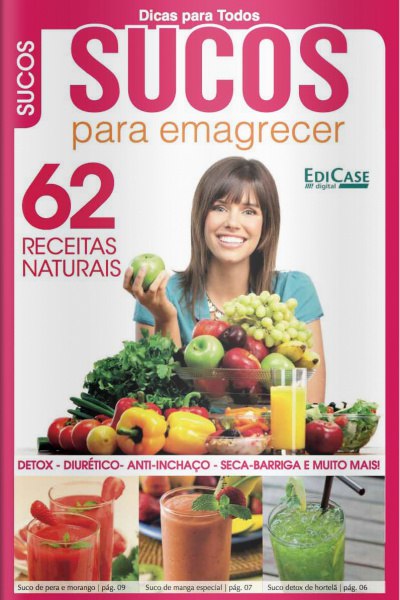 Dicas para Todos
SUCOS
SUCOS
para emagrecer
EDICASE
digital
62
RECEITAS
NATURAIS
DETOX - DIURÉTICO- ANTI-INCHAÇO - SECA-BARRIGA E MUITO MAIS!
Suco de pera e morango | pág. 09
Suco de manga especial | pág. 07
Suco detox de hortelã | pág. 06